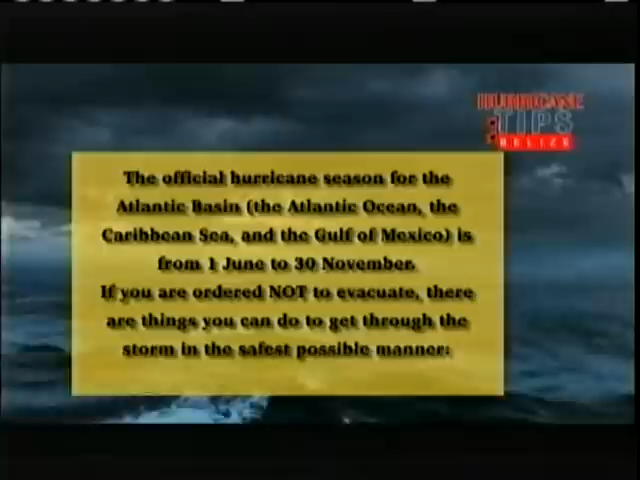 HURRICANE
TIPS
BELIZE
The official hurricane season for the
Atlantic Basin (the Atlantic Ocean, the
Caribbean Sea, and the Gulf of Mexico) is
from 1 June to 30 November.
If you are ordered NOT to evacuate, there
are things you can do to get through the
storm in the safest possible manner: